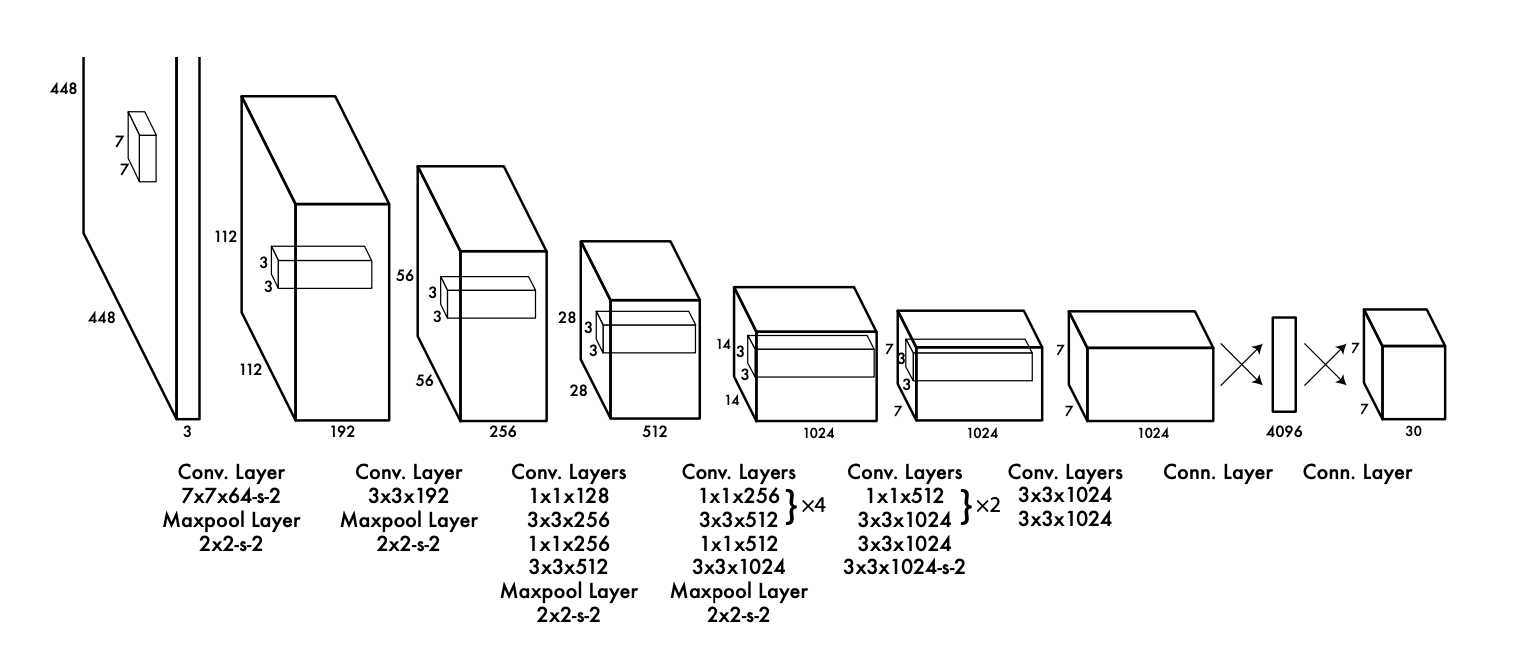 448
7
7
448
3
112
3
3
112
192
56
3
3
56
256
28
3
3
28
512
14
3
3
14
1024
7
3
3
7
1024
7
7
1024
4096
7
7
30
Conv. Layer
7x7x64-s-2
Maxpool Layer
2x2-s-2
Conv. Layer
3x3x192
Maxpool Layer
2x2-s-2
Conv. Layers
1x1x128
3x3x256
1x1x256
3x3x512
Maxpool Layer
2x2-s-2
Conv. Layers
1x1x256
3x3x512
}×4
1x1x512
3x3x1024
Maxpool Layer
2x2-s-2
Conv. Layers
1x1x512
3x3x1024
}×2
3x3x1024
3x3x1024-s-2
Conv. Layers
3x3x1024
3x3x1024
Conn. Layer
Conn. Layer